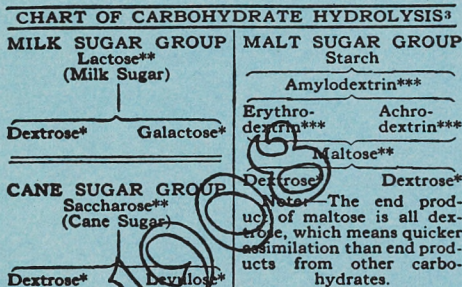 CHART OF CARBOHYDRATE HYDROLYSIS³
MILK SUGAR GROUP
Lactose**
(Milk Sugar)
Dextrose* Galactose*
CANE SUGAR GROUP
Saccharose**
(Cane Sugar)
Dextrose* Levulose*
MALT SUGAR GROUP
Starch
Amylodextrin***
Erythro- Achro-
dextrin*** dextrin***
Maltose**
Dextrose* Dextrose*
Note:—The end prod-
uct of maltose is all dex-
trose, which means quicker
assimilation than end prod-
ucts from other carbo-
hydrates.